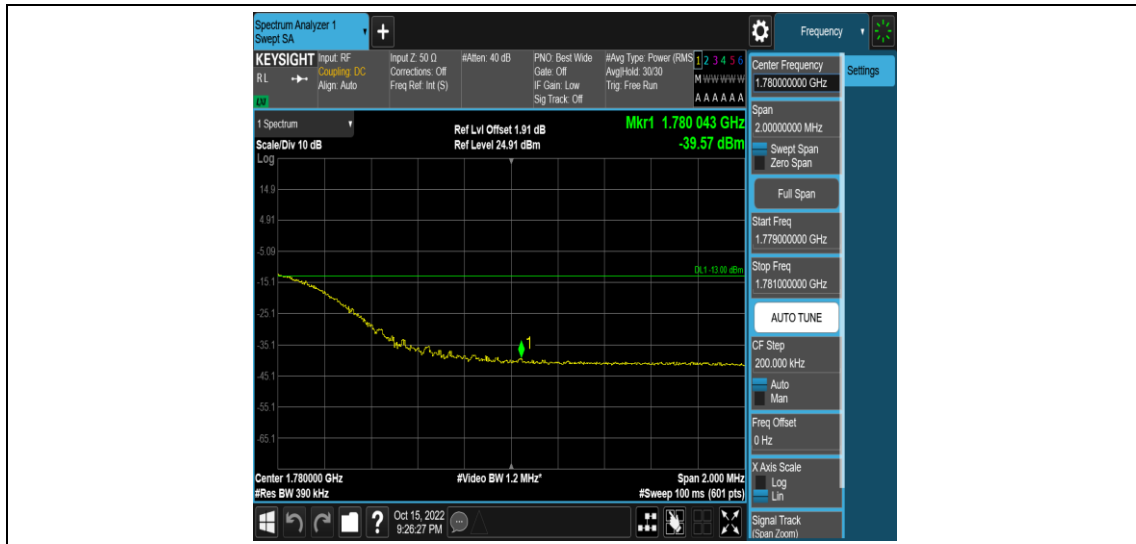 Spectrum Analyzer 1
Swept SA
+
Frequency
KEYSIGHT
RL
LXI
Input: RF
Coupling: DC
Align: Auto
Input Z: 50 Ω
Corrections: Off
Freq Ref: Int (S)
#Atten: 40 dB
PNO: Best Wide
Gate: Off
IF Gain: Low
Sig Track: Off
#Avg Type: Power (RMS
Avg|Hold: 30/30
Trig: Free Run
1 2 3 4 5 6
M W W W W W
A A A A A A
1 Spectrum
Scale/Div 10 dB
Log
Ref Lvl Offset 1.91 dB
Ref Level 24.91 dBm
Mkr1 1.780 043 GHz
-39.57 dBm
14.9
4.91
-5.09
DL1 -13.00 dBm
-15.1
-25.1
-35.1
1
-45.1
-55.1
-65.1
Center 1.780000 GHz
#Res BW 390 kHz
#Video BW 1.2 MHz*
Span 2.000 MHz
#Sweep 100 ms (601 pts)
Center Frequency
1.780000000 GHz
Settings
Span
2.00000000 MHz
Swept Span
Zero Span
Full Span
Start Freq
1.779000000 GHz
Stop Freq
1.781000000 GHz
AUTO TUNE
CF Step
200.000 kHz
Auto
Man
Freq Offset
0 Hz
X Axis Scale
Log
Lin
Signal Track
(Span Zoom)
?
Oct 15, 2022
9:26:27 PM